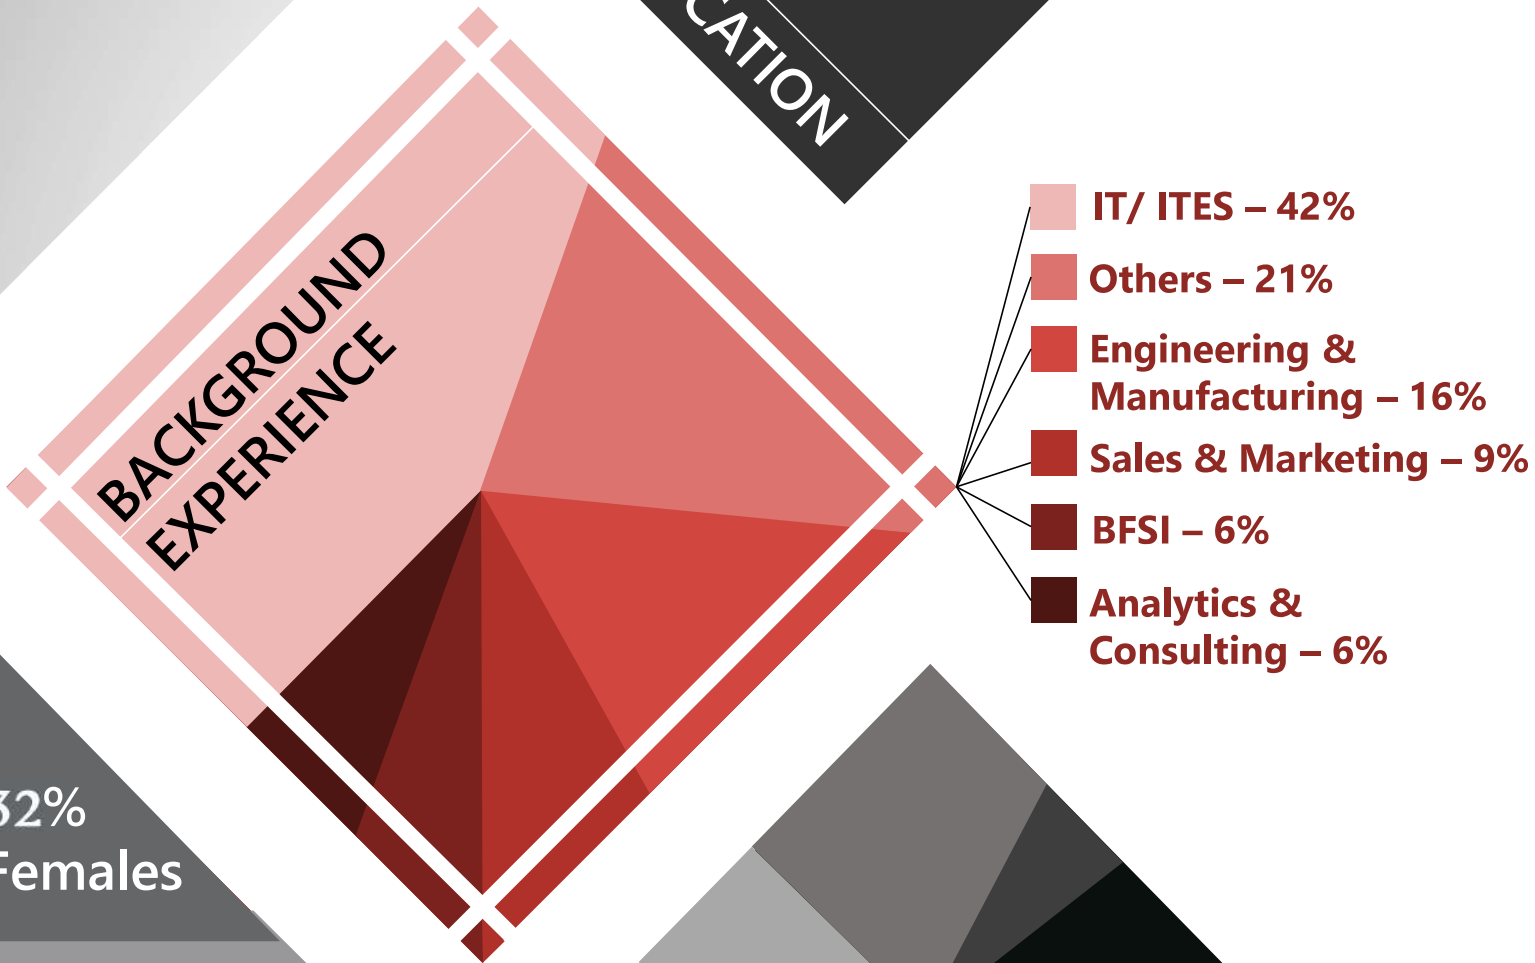 BACKGROUND
EXPERIENCE
IT/ ITES – 42%
Others – 21%
Engineering &
Manufacturing – 16%
Sales & Marketing – 9%
BFSI – 6%
Analytics &
Consulting – 6%
32%
Females